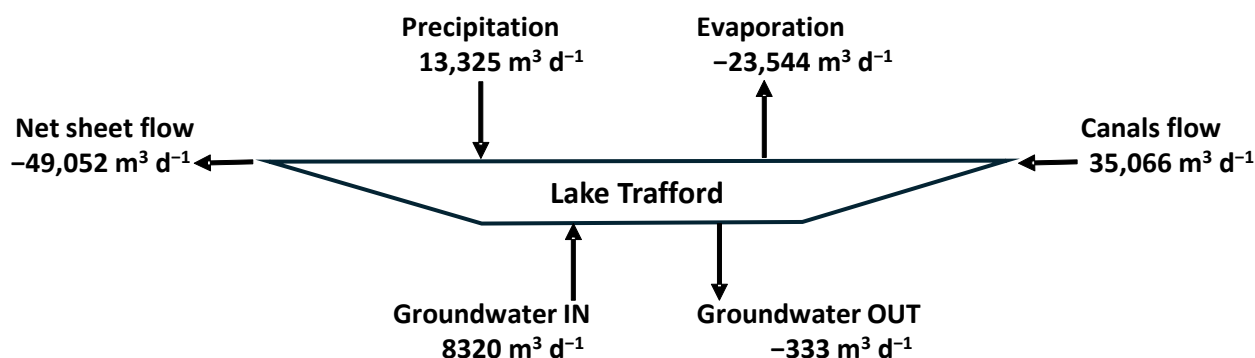 Precipitation
13,325 m³ d⁻¹
Evaporation
−23,544 m³ d⁻¹
Net sheet flow
−49,052 m³ d⁻¹
Canals flow
35,066 m³ d⁻¹
Lake Trafford
Groundwater IN
8320 m³ d⁻¹
Groundwater OUT
−333 m³ d⁻¹